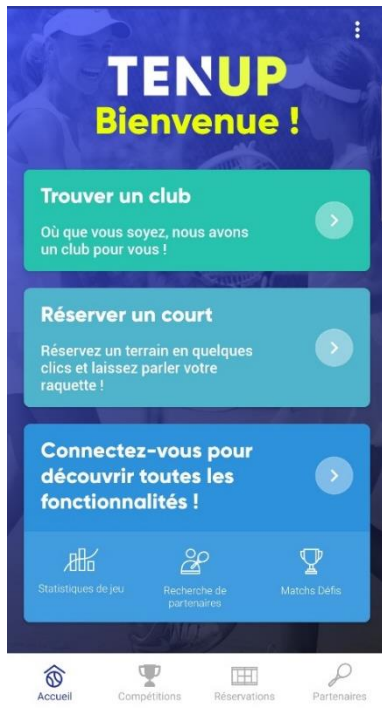 TENUP
Bienvenue !
Trouver un club
Où que vous soyez, nous avons
un club pour vous !
Réserver un court
Réservez un terrain en quelques
clics et laissez parler votre
raquette !
Connectez-vous pour
découvrir toutes les
fonctionnalités !
Statistiques de jeu
Recherche de
partenaires
Matchs Défis
Accueil
Compétitions
Réservations
Partenaires